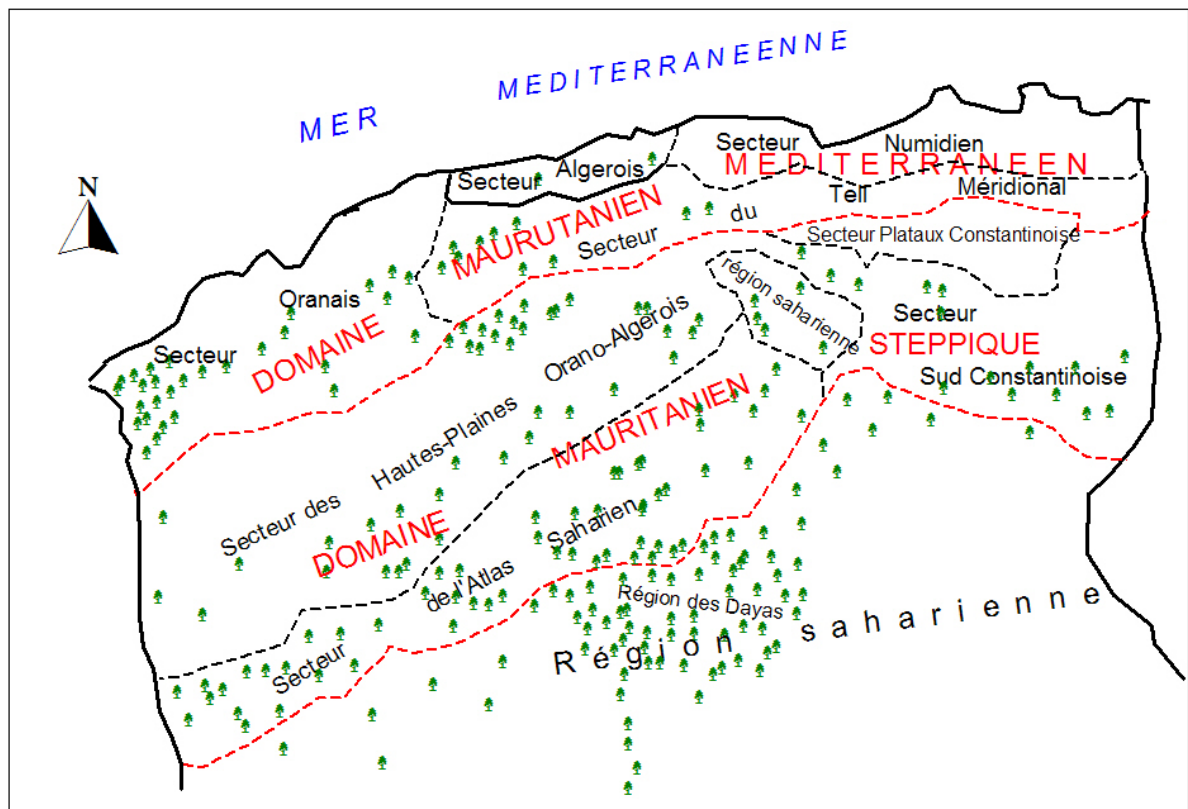 MER MEDITERRANEENNE
N
Secteur Algerois
Secteur Numidien
DOMAINE MAURUTANIEN MEDITERRANEEN
Secteur du Tell Méridional
Secteur Oranais
Secteur Plataux Constantinoise
région saharienne
Secteur
Sud Constantinoise
Secteur des Hautes-Plaines Orano-Algerois
DOMAINE MAURITANIEN STEPPIQUE
Secteur de l'Atlas Saharien
Région des Dayas
Région saharienne